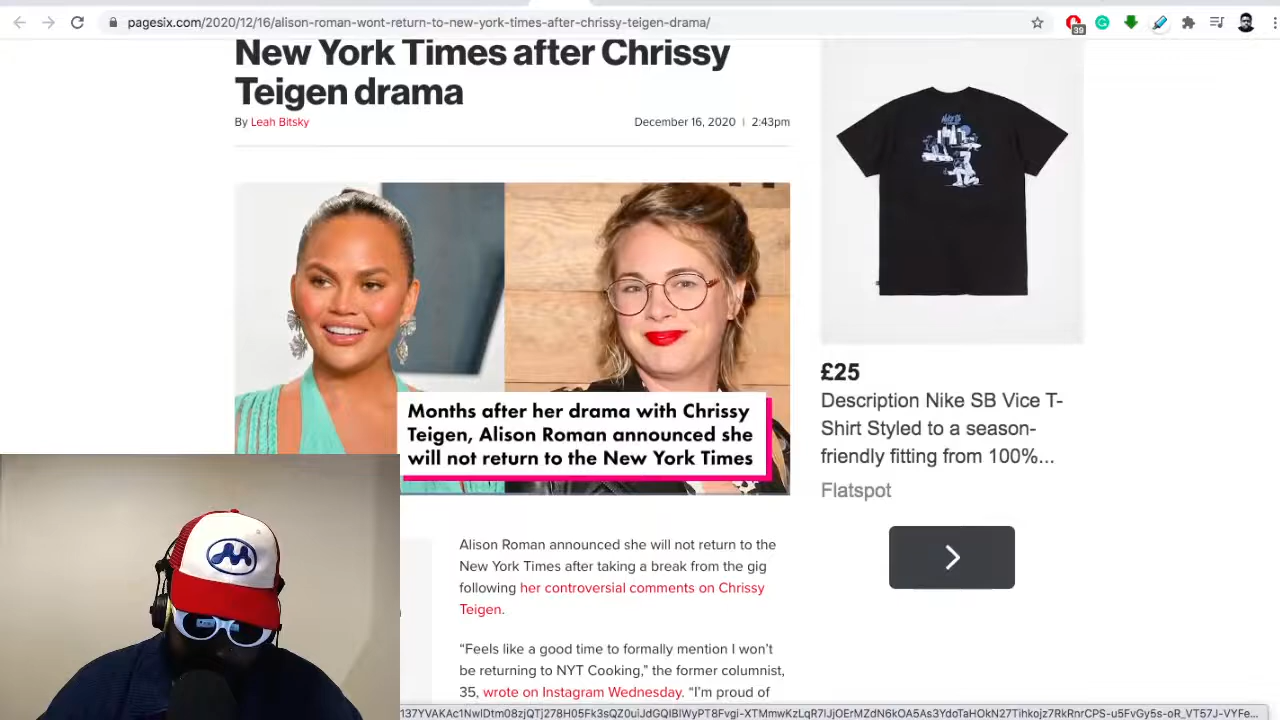 pagesix.com/2020/12/16/alison-roman-wont-return-to-new-york-times-after-chrissy-teigen-drama/
39
New York Times after Chrissy
Teigen drama
By Leah Bitsky
December 16, 2020 | 2:43pm
Months after her drama with Chrissy
Teigen, Alison Roman announced she
will not return to the New York Times
Alison Roman announced she will not return to the
New York Times after taking a break from the gig
following her controversial comments on Chrissy
Teigen.
“Feels like a good time to formally mention I won’t
be returning to NYT Cooking,” the former columnist,
35, wrote on Instagram Wednesday. “I’m proud of
£25
Description Nike SB Vice T-
Shirt Styled to a season-
friendly fitting from 100%...
Flatspot